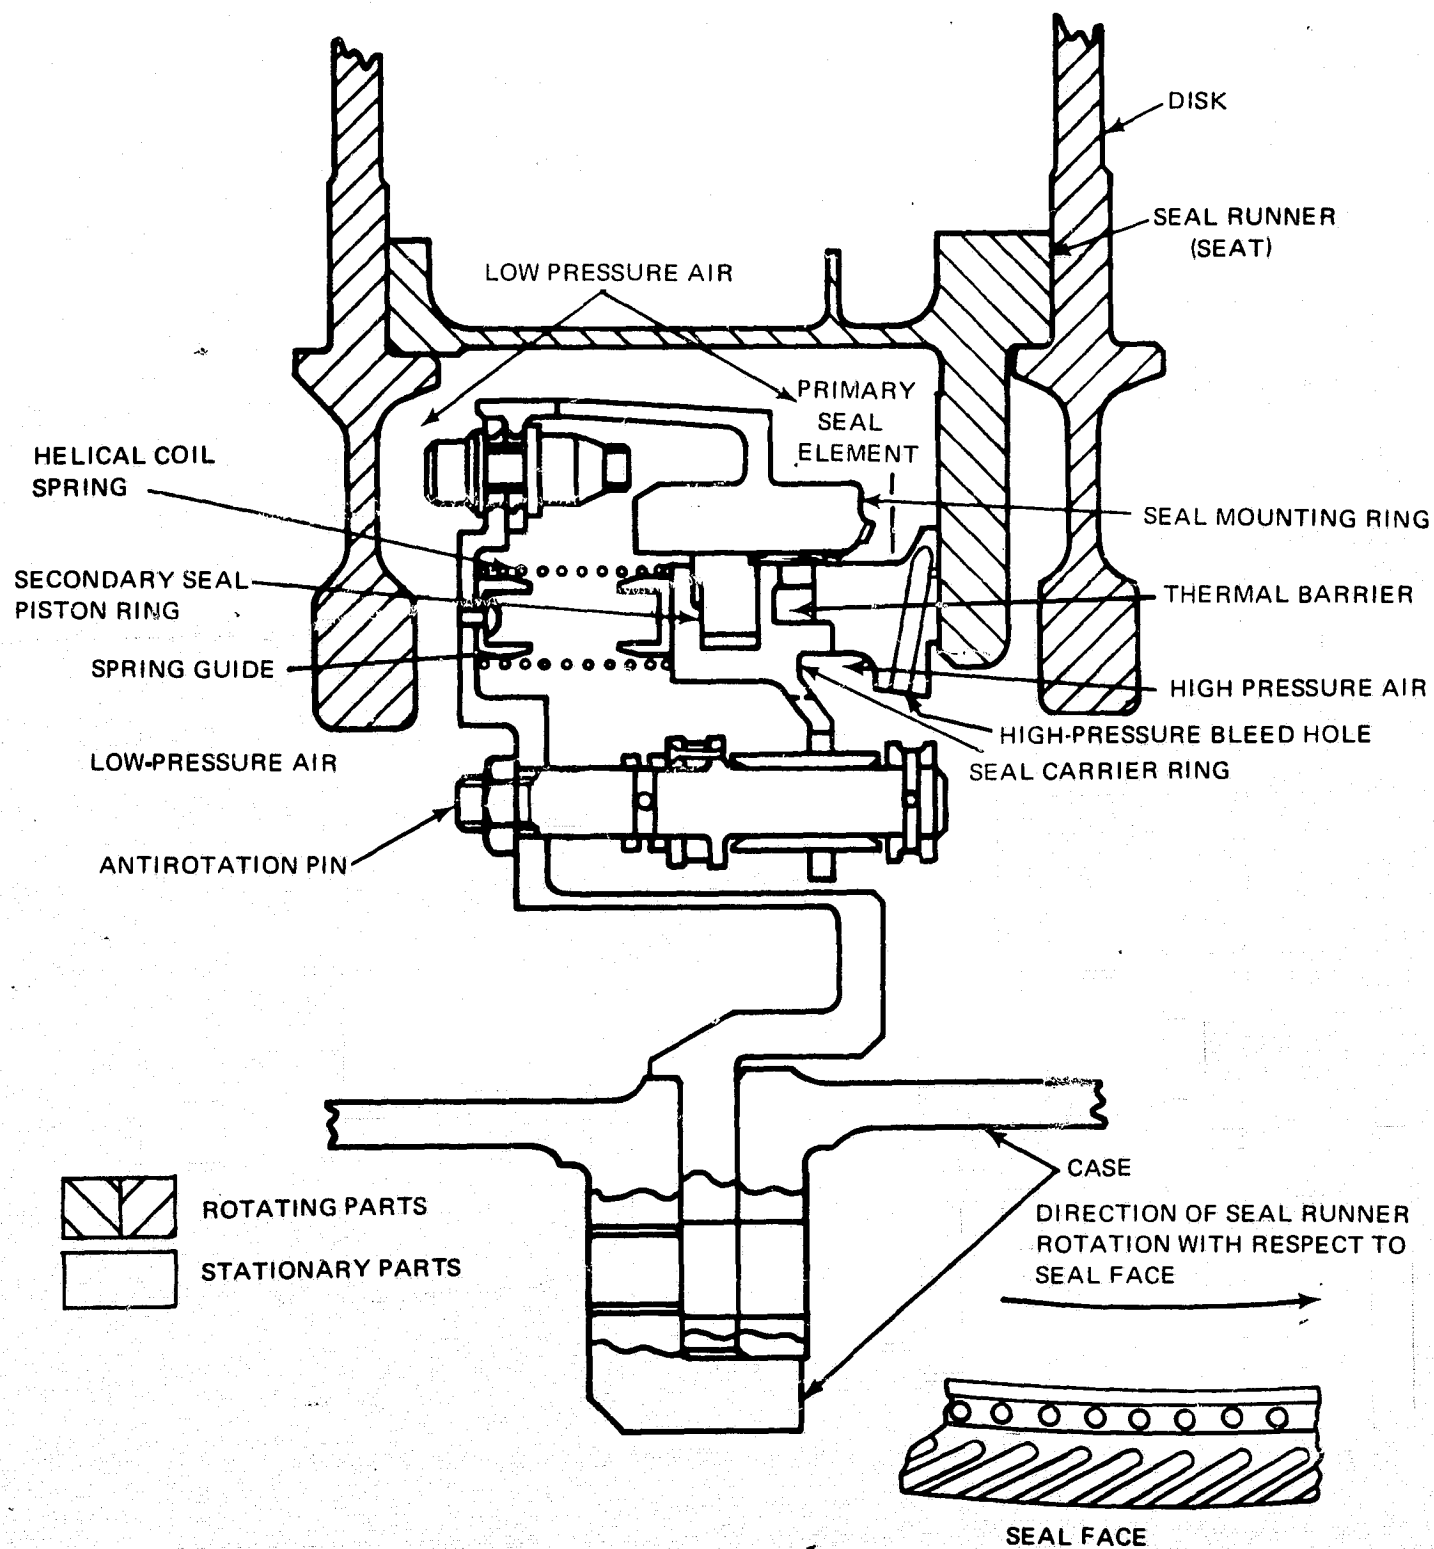 DISK
SEAL RUNNER
(SEAT)
LOW PRESSURE AIR
PRIMARY
SEAL
ELEMENT
HELICAL COIL
SPRING
SEAL MOUNTING RING
SECONDARY SEAL
PISTON RING
THERMAL BARRIER
SPRING GUIDE
HIGH PRESSURE AIR
HIGH-PRESSURE BLEED HOLE
LOW-PRESSURE AIR
SEAL CARRIER RING
ANTIROTATION PIN
CASE
ROTATING PARTS
STATIONARY PARTS
DIRECTION OF SEAL RUNNER
ROTATION WITH RESPECT TO
SEAL FACE
SEAL FACE